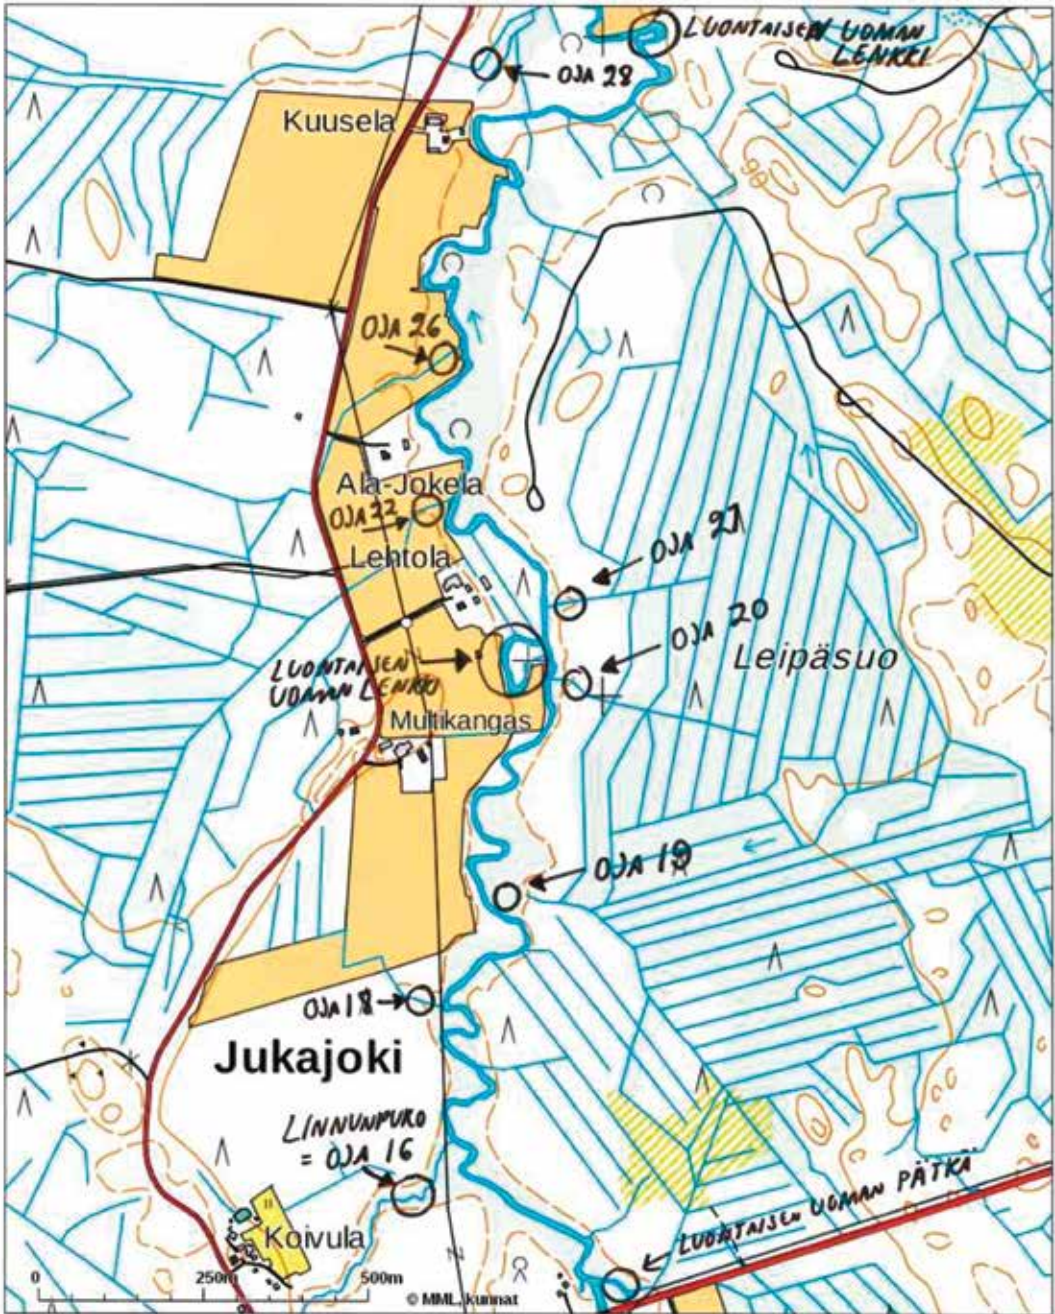 LUONTAISEN UOMAN
LENKKI
OJA 28
Kuusela
90
OJA 26
Ala-Jokela
OJA 22
Lehtola
OJA 21
OJA 20
LUONTAISEN
UOMAN LENKKI
Leipäsuo
Multikangas
OJA 19
OJA 18
Jukajoki
LINNUNPURO
= OJA 16
LUONTAISEN UOMAN PÄTKÄ
Koivula
0 250m 500m
© MML, kunnat